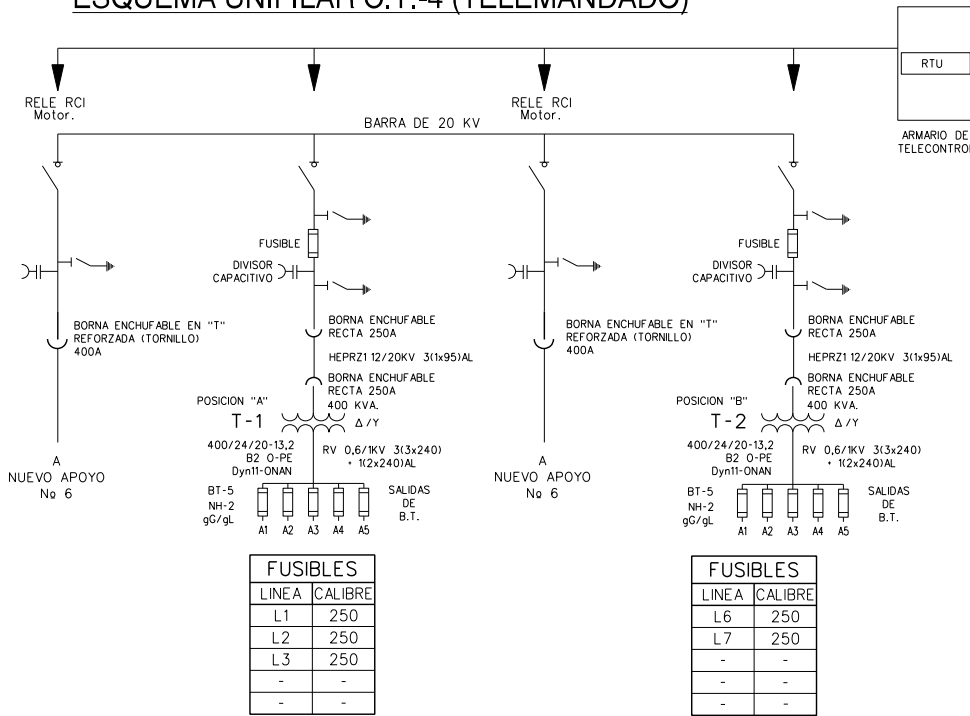 ESQUEMA UNIFILAR C.T.-4 (TELEMANDADO)
RTU
ARMARIO DE
TELECONTROL
RELE RCI
Motor.
RELE RCI
Motor.
BARRA DE 20 KV
FUSIBLE
DIVISOR
CAPACITIVO
BORNA ENCHUFABLE EN "T"
REFORZADA (TORNILLO)
400A
BORNA ENCHUFABLE
RECTA 250A
HEPRZ1 12/20KV 3(1x95)AL
BORNA ENCHUFABLE
RECTA 250A
400 KVA.
POSICION "A"
T-1
Δ/Y
400/24/20-13,2
B2 O-PE
Dyn11-ONAN
RV 0,6/1KV 3(3x240)
+ 1(2x240)AL
A
NUEVO APOYO
Nº 6
BT-5
NH-2
gG/gL
A1 A2 A3 A4 A5
SALIDAS
DE
B.T.
FUSIBLE
DIVISOR
CAPACITIVO
BORNA ENCHUFABLE EN "T"
REFORZADA (TORNILLO)
400A
BORNA ENCHUFABLE
RECTA 250A
HEPRZ1 12/20KV 3(1x95)AL
BORNA ENCHUFABLE
RECTA 250A
400 KVA.
POSICION "B"
T-2
Δ/Y
400/24/20-13,2
B2 O-PE
Dyn11-ONAN
RV 0,6/1KV 3(3x240)
+ 1(2x240)AL
A
NUEVO APOYO
Nº 6
BT-5
NH-2
gG/gL
A1 A2 A3 A4 A5
SALIDAS
DE
B.T.
FUSIBLES
LINEA CALIBRE
L1 250
L2 250
L3 250
- -
- -
FUSIBLES
LINEA CALIBRE
L6 250
L7 250
- -
- -
- -